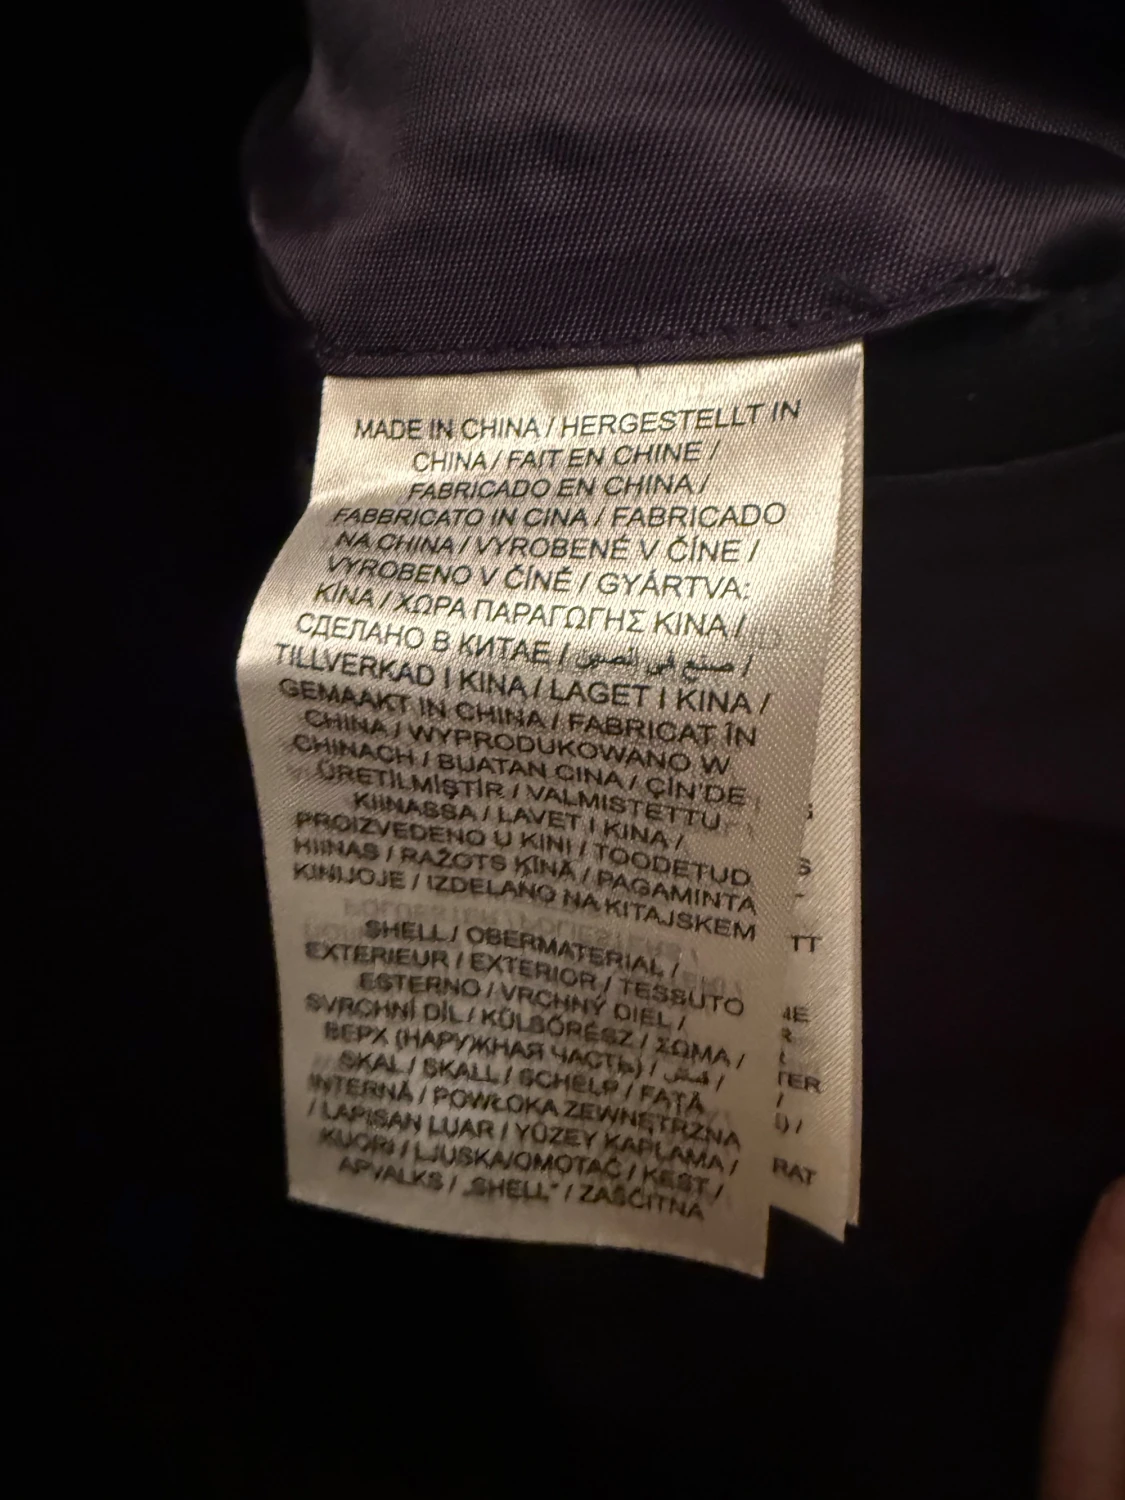 MADE IN CHINA / HERGESTELLT IN
CHINA / FAIT EN CHINE /
FABRICADO EN CHINA /
FABBRICATO IN CINA / FABRICADO
NA CHINA / VYROBENÉ V ČÍNE /
VYROBENO V ČÍNĚ / GYÁRTVA:
KÍNA / ΧΩΡΑ ΠΑΡΑΓΩΓΗΣ ΚΙΝΑ /
СДЕЛАНО В КИТАЕ / صنع في الصين /
TILLVERKAD I KINA / LAGET I KINA /
GEMAAKT IN CHINA / FABRICAT ÎN
CHINA / WYPRODUKOWANO W
CHINACH / BUATAN CINA / ÇİN'DE
ÜRETİLMİŞTİR / VALMISTETTU
KIINASSA / LAVET I KINA /
PROIZVEDENO U KINI / TOODETUD
HIINAS / RAŽOTS ĶĪNĀ / PAGAMINTA
KINIJOJE / IZDELANO NA KITAJSKEM
SHELL / OBERMATERIAL /
EXTERIEUR / EXTERIOR / TESSUTO
ESTERNO / VRCHNÝ DIEL /
SVRCHNÍ DÍL / KÜLSŐRÉSZ / ΣΩΜΑ /
ВЕРХ (НАРУЖНАЯ ЧАСТЬ) / قماش /
SKAL / SKALL / SCHELP / FAȚĂ
INTERNĂ / POWŁOKA ZEWNĘTRZNA
/ LAPISAN LUAR / YÜZEY KAPLAMA /
KUORI / LJUSKA/OMOTAČ / KEST /
APVALKS / „SHELL“ / ZAŠČITNA
S
TT
TER
/
) /
RAT